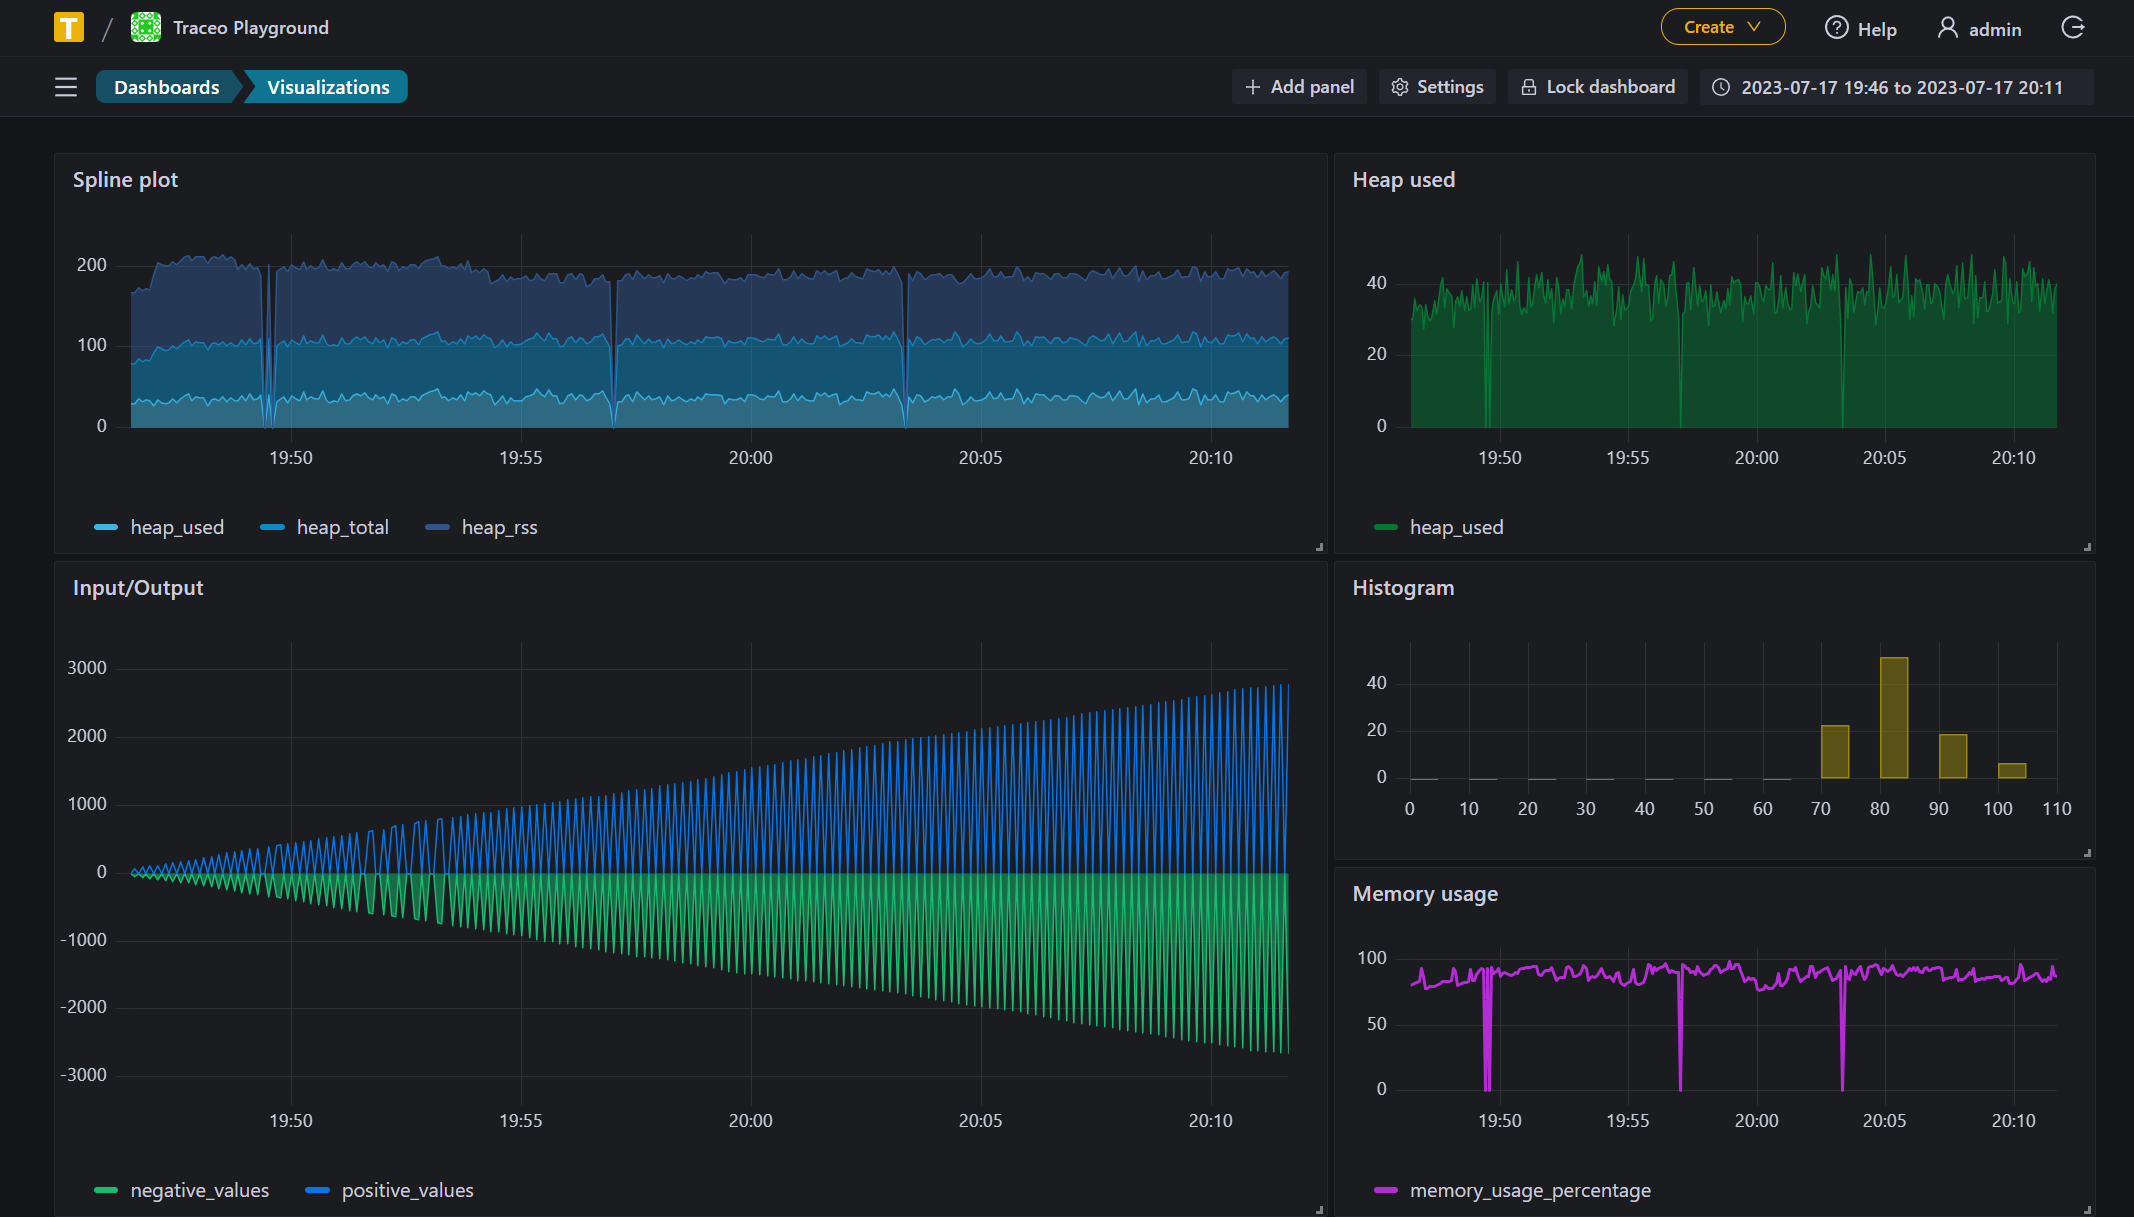 T / Traceo Playground Create Help admin
Dashboards Visualizations Add panel Settings Lock dashboard 2023-07-17 19:46 to 2023-07-17 20:11
Spline plot
200
100
0
19:50 19:55 20:00 20:05 20:10
heap_used heap_total heap_rss
Heap used
40
20
0
19:50 19:55 20:00 20:05 20:10
heap_used
Input/Output
3000
2000
1000
0
-1000
-2000
-3000
19:50 19:55 20:00 20:05 20:10
negative_values positive_values
Histogram
40
20
0
0 10 20 30 40 50 60 70 80 90 100 110
Memory usage
100
50
0
19:50 19:55 20:00 20:05 20:10
memory_usage_percentage